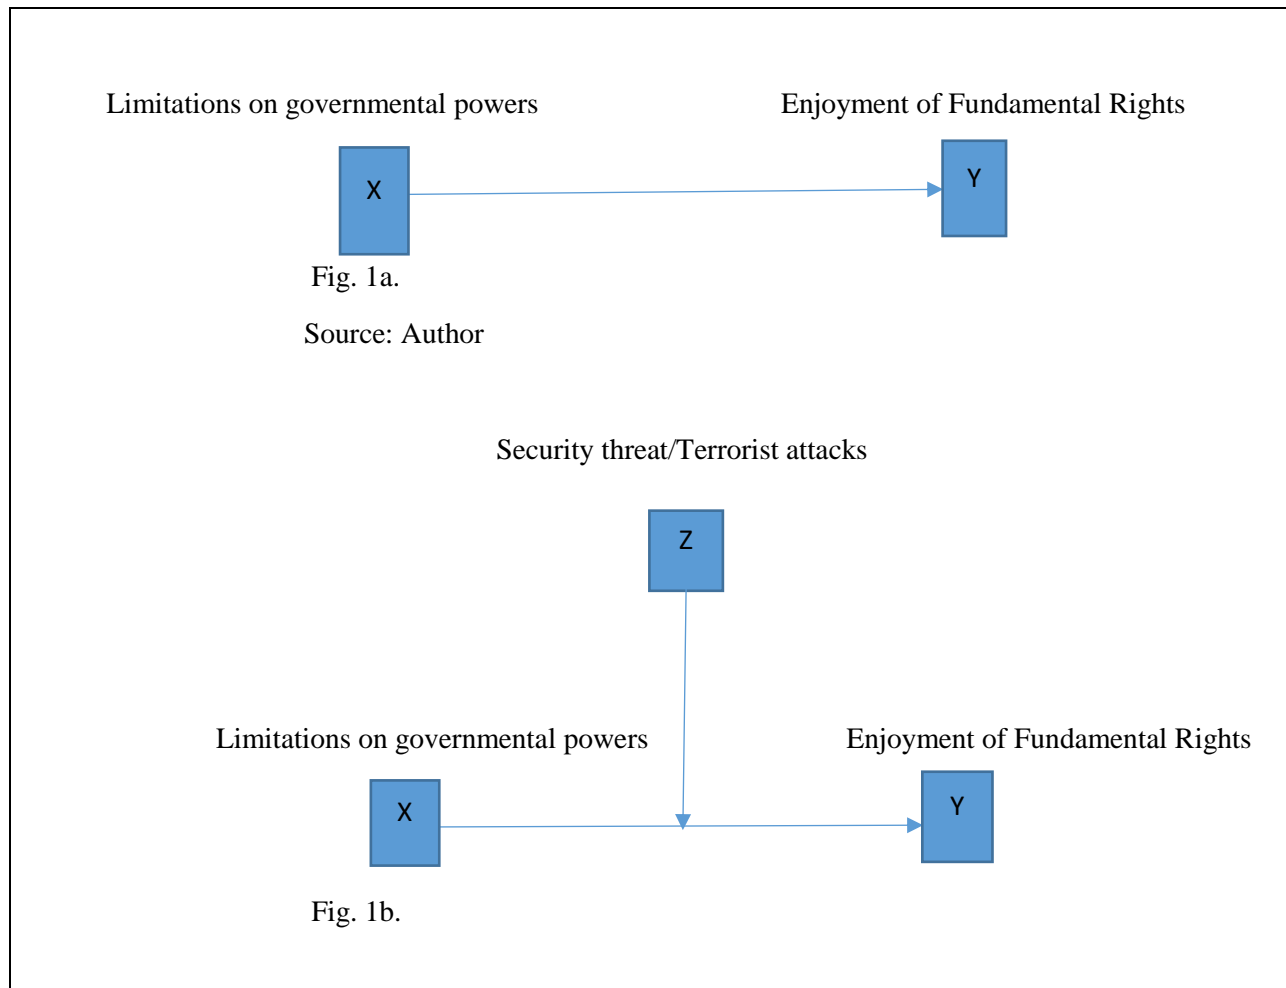 Limitations on governmental powers Enjoyment of Fundamental Rights
X Y
Fig. 1a.
Source: Author
Security threat/Terrorist attacks
Z
Limitations on governmental powers Enjoyment of Fundamental Rights
X Y
Fig. 1b.